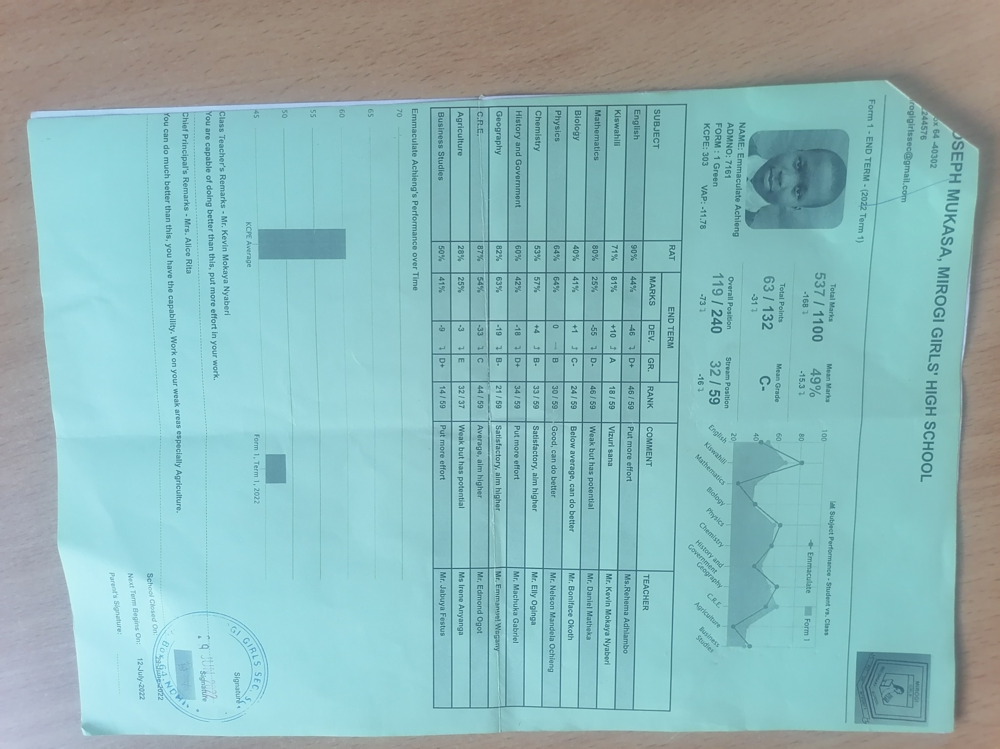 OSEPH MUKASA, MIROGI GIRLS' HIGH SCHOOL
ox 64 -40302
244576
rogigirlssec@gmail.com
MIROGI
GIRLS
SECONDARY SCHOOL
INTEGRITY
Form 1 - END TERM - (2022 Term 1)
NAME: Emmaculate Achieng
ADMNO: 7161
FORM : 1 Green
KCPE: 303 VAP: -11.78
Total Marks
537 / 1100
-168 ↴
Mean Marks
49%
-15.3 ↴
Total Points
63 / 132
-31 ↴
Mean Grade
C-
Overall Position
119 / 240
-73 ↴
Stream Position
32 / 59
-16 ↴
Subject Performance - Student vs. Class
Emmaculate Form 1
100
80
60
40
20
English
Kiswahili
Mathematics
Biology
Physics
Chemistry
History and
Government
Geography
C.R.E.
Agriculture
Business
Studies
SUBJECT RAT END TERM RANK COMMENT TEACHER
MARKS DEV. GR.
English 90% 44% -46 ↴ D+ 46 / 59 Put more effort Ms.Rehema Adhiambo
Kiswahili 71% 81% +10 ⮥ A 18 / 59 Vizuri sana Mr. Kevin Mokaya Nyaberi
Mathematics 80% 25% -55 ↴ D- 46 / 59 Weak but has potential Mr. Daniel Matheka
Biology 40% 41% +1 ⮥ C- 24 / 59 Below average, can do better Mr. Boniface Okoth
Physics 64% 64% 0 → B 30 / 59 Good, can do better Mr. Nelson Mandela Ochieng
Chemistry 53% 57% +4 ⮥ B- 33 / 59 Satisfactory, aim higher Mr. Elly Oginga
History and Government 60% 42% -18 ↴ D+ 34 / 59 Put more effort Mr. Machuka Gabriel
Geography 82% 63% -19 ↴ B- 21 / 59 Satisfactory, aim higher Mr. Emmanuel Wagany
C.R.E. 87% 54% -33 ↴ C 44 / 59 Average, aim higher Mr. Edmond Ogot
Agriculture 28% 25% -3 ↴ E 32 / 37 Weak but has potential Ms Irene Anyanga
Business Studies 50% 41% -9 ↴ D+ 14 / 59 Put more effort Mr. Jabuya Festus
Emmaculate Achieng's Performance over Time
70
65
60
55
50
45
KCPE Average
Form 1, Term 1, 2022
Class Teacher's Remarks - Mr. Kevin Mokaya Nyaberi
You are capable of doing better than this, put more effort in your work.
Signature
Chief Principal's Remarks - Mrs. Alice Rita
You can do much better than this, you have the capability. Work on your weak areas especially Agriculture.
Signature
GI GIRLS SEC. S
9 JUN 2022
BOX 64. NDHI
School Closed On: 29-June-2022
Next Term Begins On: 12-July-2022
Parent's Signature: